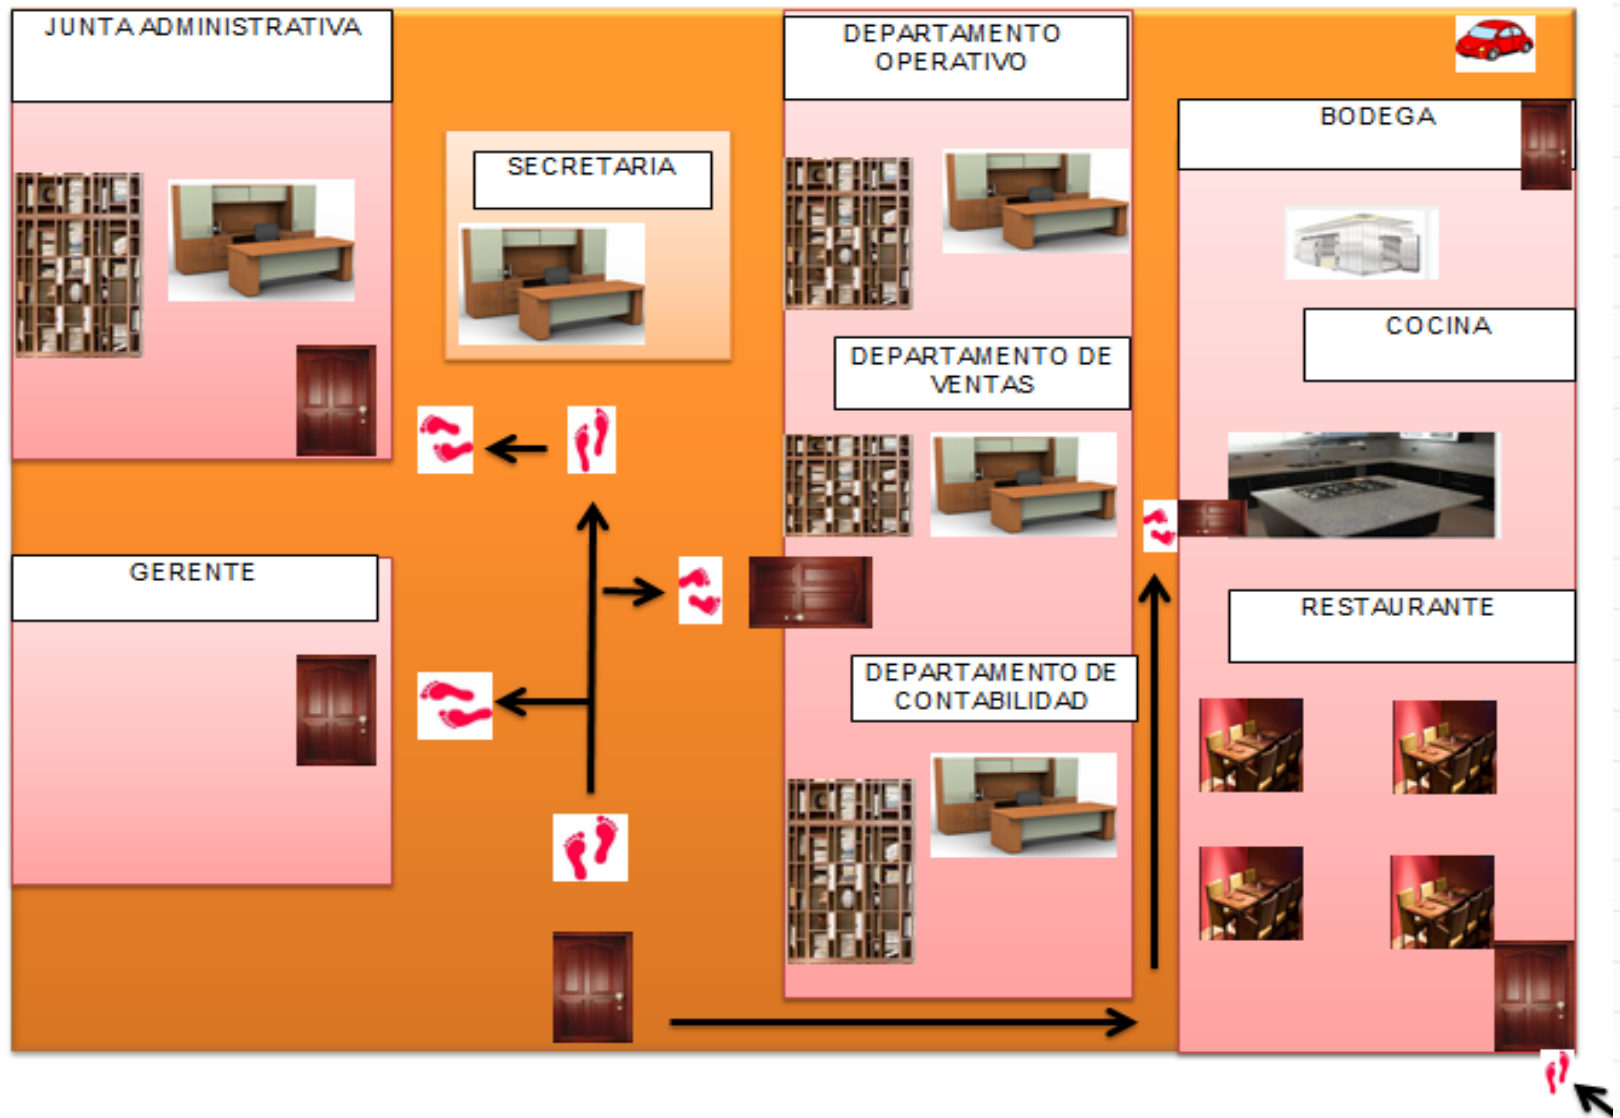 JUNTA ADMINISTRATIVA
SECRETARIA
DEPARTAMENTO
OPERATIVO
BODEGA
COCINA
DEPARTAMENTO DE
VENTAS
GERENTE
RESTAURANTE
DEPARTAMENTO DE
CONTABILIDAD